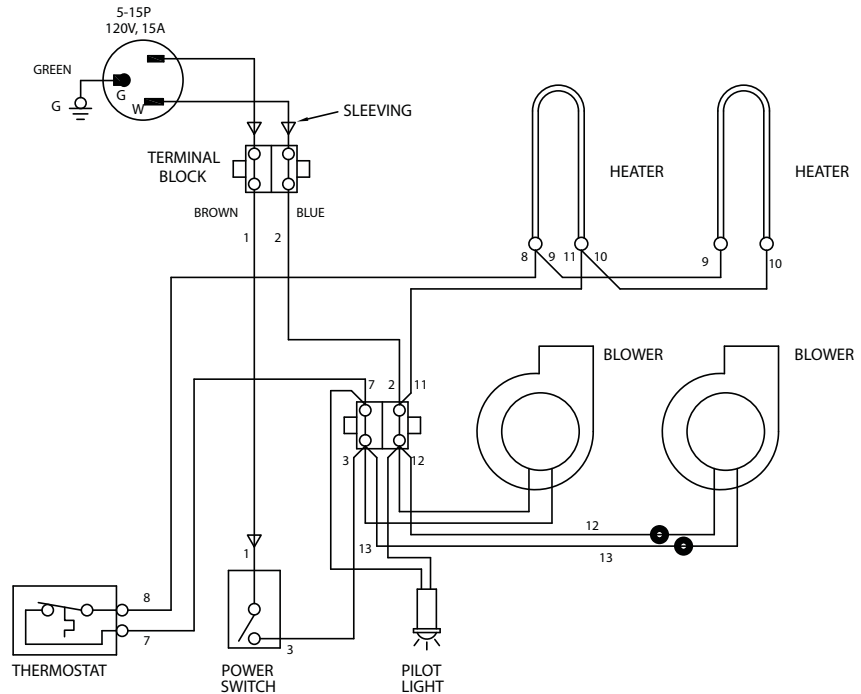 5-15P
120V, 15A
GREEN
G
G
W
SLEEVING
TERMINAL
BLOCK
HEATER
HEATER
BROWN
BLUE
1
2
8
9
11
10
9
10
BLOWER
BLOWER
7
2
11
3
12
12
1
13
13
8
7
3
THERMOSTAT
POWER
SWITCH
PILOT
LIGHT